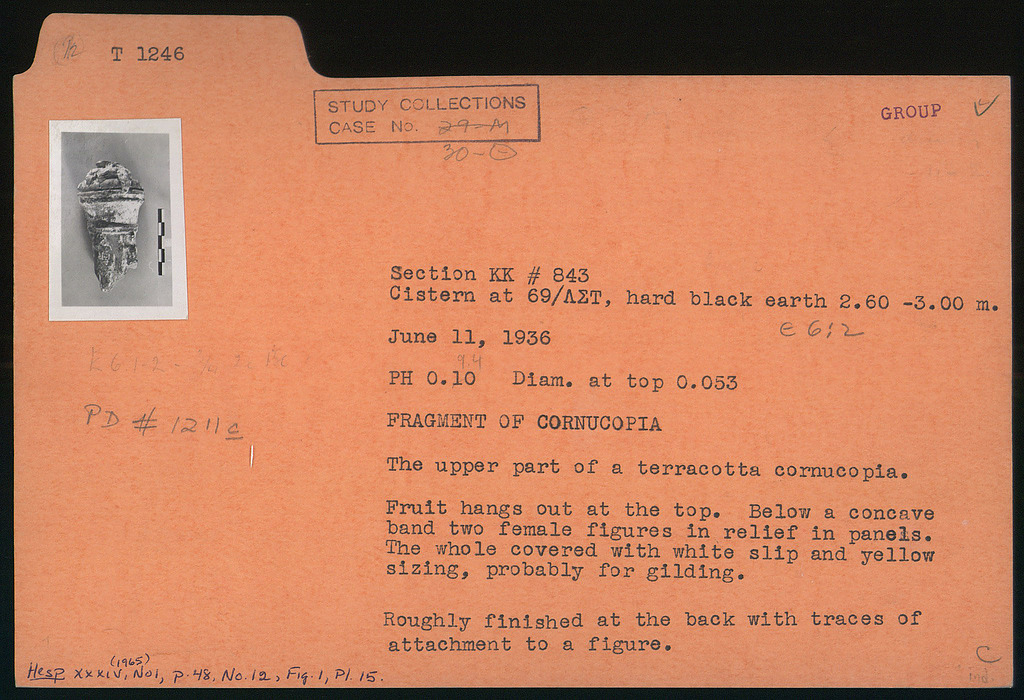 T 1246
STUDY COLLECTIONS
CASE No. 29-M
30-Θ
GROUP
Section KK # 843
Cistern at 69/ΛΣΤ, hard black earth 2.60 -3.00 m.
E 6:2
June 11, 1936
9.4
PH 0.10 Diam. at top 0.053
PD # 1211c
FRAGMENT OF CORNUCOPIA
The upper part of a terracotta cornucopia.
Fruit hangs out at the top. Below a concave
band two female figures in relief in panels.
The whole covered with white slip and yellow
sizing, probably for gilding.
Roughly finished at the back with traces of
attachment to a figure.
Hesp XXXIV, (1965) No1, p.48, No.12, Fig.1, Pl.15.
C